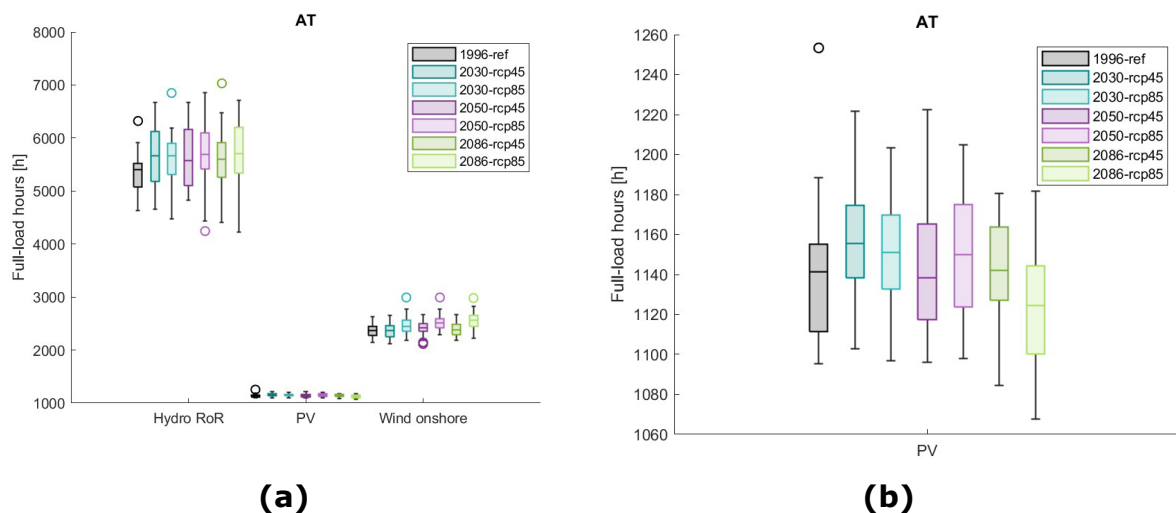 AT
8000
7000
6000
5000
4000
3000
2000
1000
Full-load hours [h]
1996-ref
2030-rcp45
2030-rcp85
2050-rcp45
2050-rcp85
2086-rcp45
2086-rcp85
Hydro RoR PV Wind onshore
(a)
AT
1260
1240
1220
1200
1180
1160
1140
1120
1100
1080
1060
Full-load hours [h]
1996-ref
2030-rcp45
2030-rcp85
2050-rcp45
2050-rcp85
2086-rcp45
2086-rcp85
PV
(b)